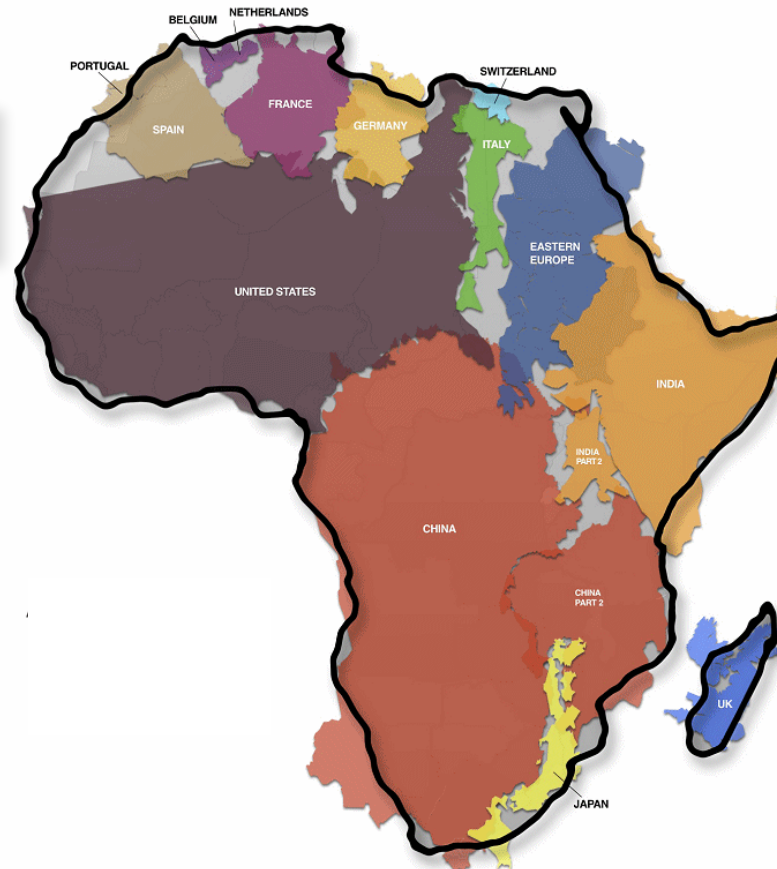 NETHERLANDS
BELGIUM
PORTUGAL
SWITZERLAND
FRANCE
SPAIN
GERMANY
ITALY
EASTERN
EUROPE
UNITED STATES
INDIA
INDIA
PART 2
CHINA
CHINA
PART 2
UK
JAPAN